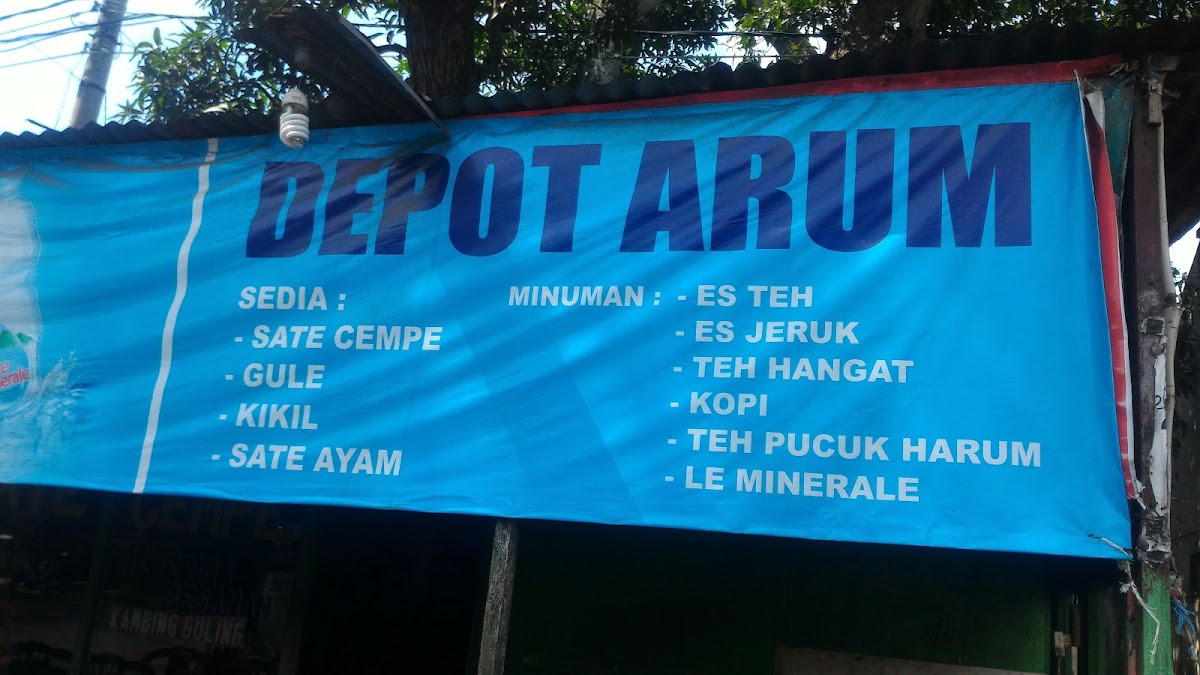 DEPOT ARUM
SEDIA :
- SATE CEMPE
- GULE
- KIKIL
- SATE AYAM
MINUMAN :
- ES TEH
- ES JERUK
- TEH HANGAT
- KOPI
- TEH PUCUK HARUM
- LE MINERALE
KAMBING GULING